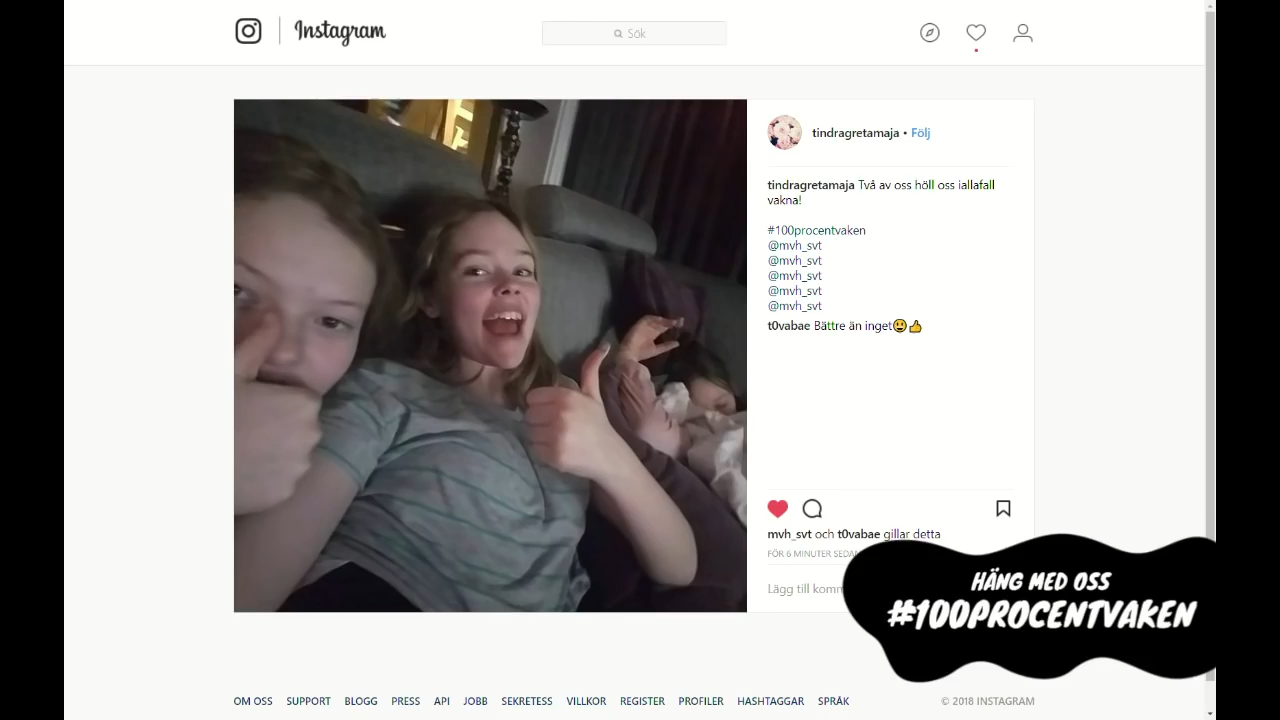 Instagram
Sök
tindragretamaja • Följ
tindragretamaja Två av oss höll oss iallafall
vakna!
#100procentvaken
@mvh_svt
@mvh_svt
@mvh_svt
@mvh_svt
@mvh_svt
t0vabae Bättre än inget😃👍
mvh_svt och t0vabae gillar detta
FÖR 6 MINUTER SEDAN
Lägg till komm
HÄNG MED OSS
#100PROCENTVAKEN
OM OSS SUPPORT BLOGG PRESS API JOBB SEKRETESS VILLKOR REGISTER PROFILER HASHTAGGAR SPRÅK © 2018 INSTAGRAM